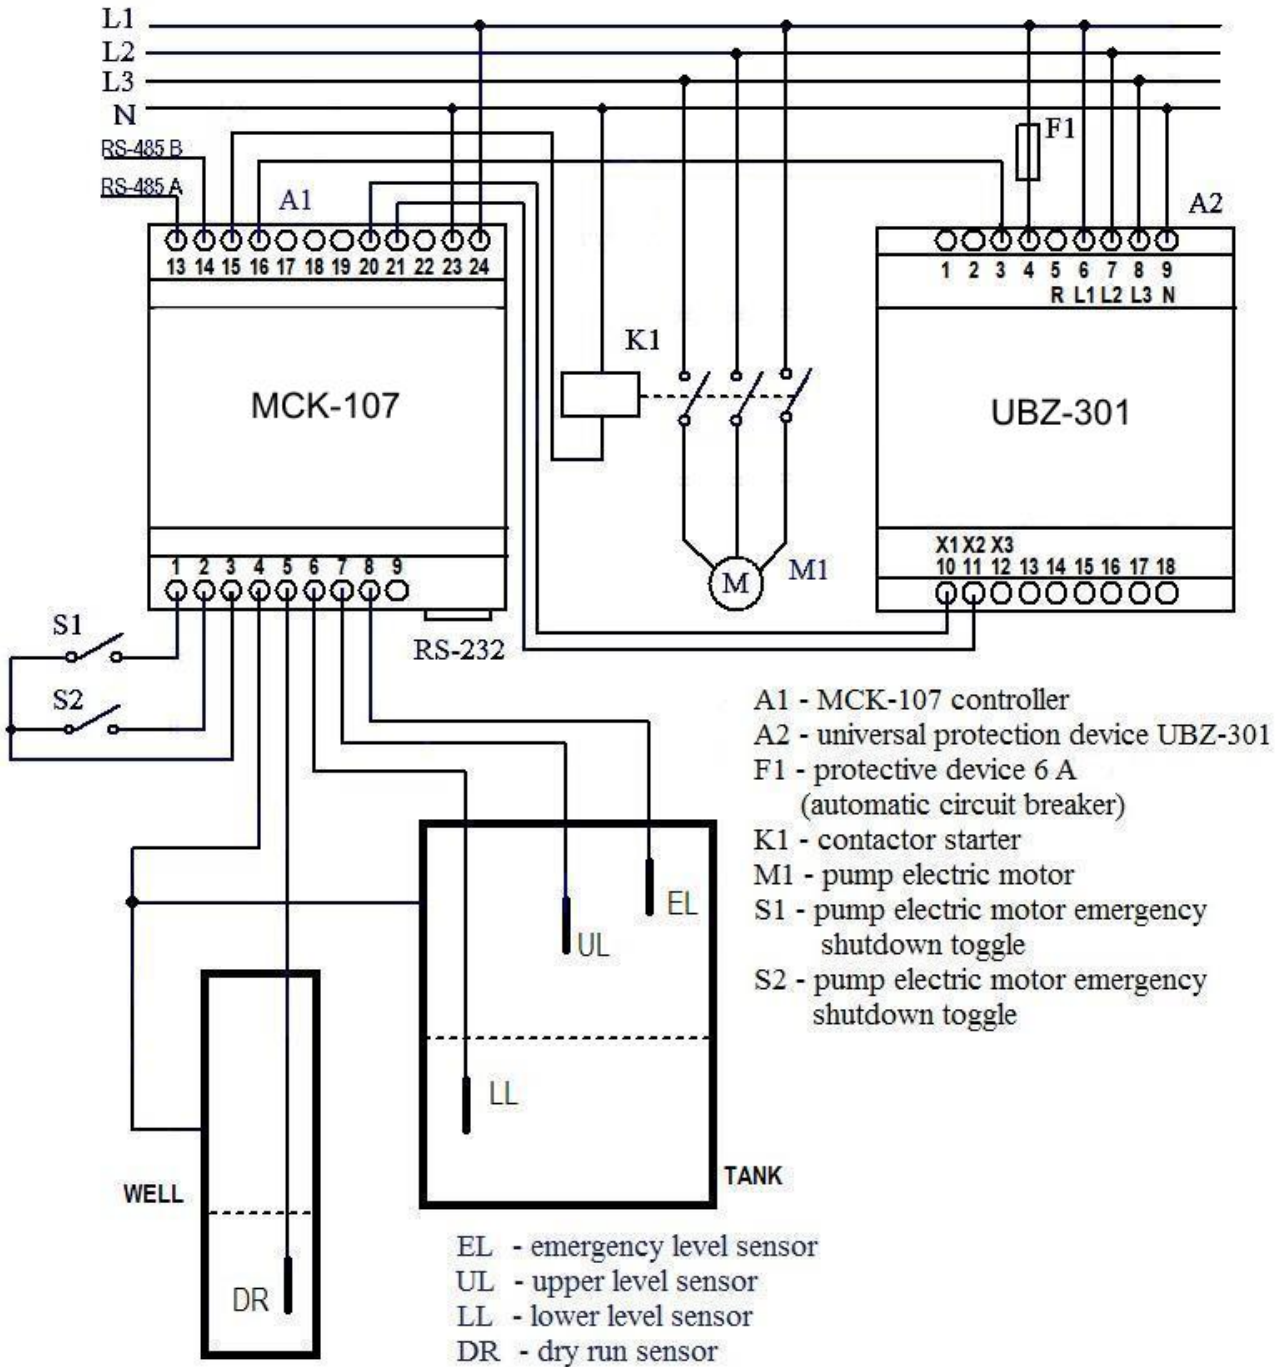 L1
L2
L3
N
RS-485 B
RS-485 A
A1
F1
A2
13 14 15 16 17 18 19 20 21 22 23 24
1 2 3 4 5 6 7 8 9
R L1 L2 L3 N
K1
MCK-107
UBZ-301
X1 X2 X3
10 11 12 13 14 15 16 17 18
1 2 3 4 5 6 7 8 9
M
M1
S1
RS-232
S2
A1 - MCK-107 controller
A2 - universal protection device UBZ-301
F1 - protective device 6 A
(automatic circuit breaker)
K1 - contactor starter
M1 - pump electric motor
S1 - pump electric motor emergency
shutdown toggle
S2 - pump electric motor emergency
shutdown toggle
EL
UL
LL
TANK
WELL
DR
EL - emergency level sensor
UL - upper level sensor
LL - lower level sensor
DR - dry run sensor